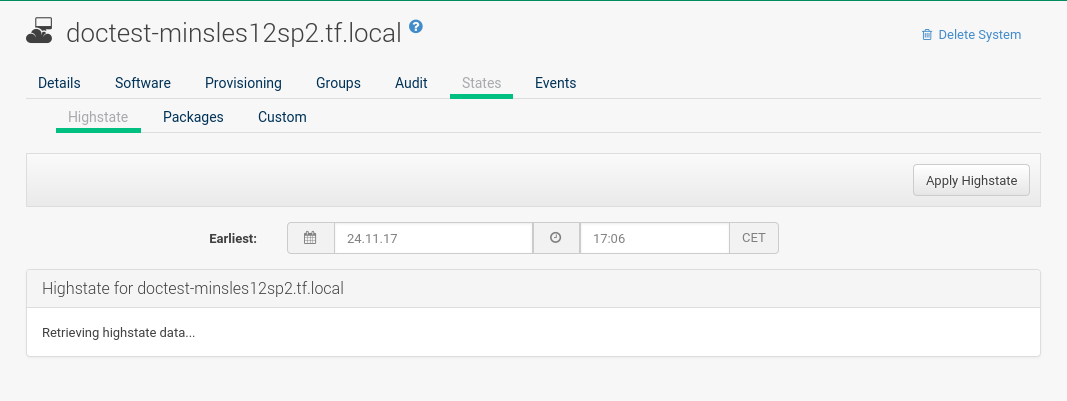 doctest-minsles12sp2.tf.local ?
Delete System
Details Software Provisioning Groups Audit States Events
Highstate Packages Custom
Apply Highstate
Earliest: 24.11.17 17:06 CET
Highstate for doctest-minsles12sp2.tf.local
Retrieving highstate data...